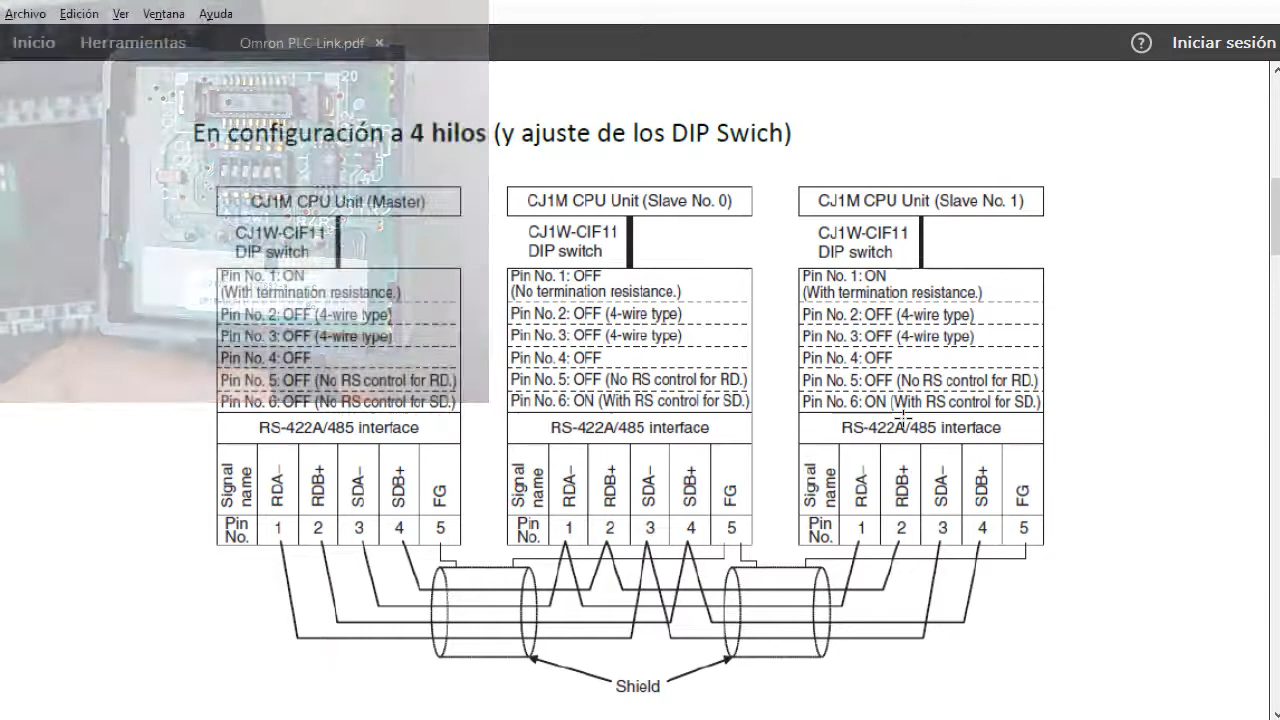 Archivo Edición Ver Ventana Ayuda
Inicio Herramientas Omron PLC Link.pdf × ? Iniciar sesión
20
En configuración a 4 hilos (y ajuste de los DIP Swich)
CJ1M CPU Unit (Master)
CJ1W-CIF11
DIP switch
Pin No. 1: ON
(With termination resistance.)
Pin No. 2: OFF (4-wire type)
Pin No. 3: OFF (4-wire type)
Pin No. 4: OFF
Pin No. 5: OFF (No RS control for RD.)
Pin No. 6: OFF (No RS control for SD.)
RS-422A/485 interface
Signal name RDA− RDB+ SDA− SDB+ FG
Pin No. 1 2 3 4 5
CJ1M CPU Unit (Slave No. 0)
CJ1W-CIF11
DIP switch
Pin No. 1: OFF
(No termination resistance.)
Pin No. 2: OFF (4-wire type)
Pin No. 3: OFF (4-wire type)
Pin No. 4: OFF
Pin No. 5: OFF (No RS control for RD.)
Pin No. 6: ON (With RS control for SD.)
RS-422A/485 interface
Signal name RDA− RDB+ SDA− SDB+ FG
Pin No. 1 2 3 4 5
CJ1M CPU Unit (Slave No. 1)
CJ1W-CIF11
DIP switch
Pin No. 1: ON
(With termination resistance.)
Pin No. 2: OFF (4-wire type)
Pin No. 3: OFF (4-wire type)
Pin No. 4: OFF
Pin No. 5: OFF (No RS control for RD.)
Pin No. 6: ON (With RS control for SD.)
RS-422A/485 interface
Signal name RDA− RDB+ SDA− SDB+ FG
Pin No. 1 2 3 4 5
Shield